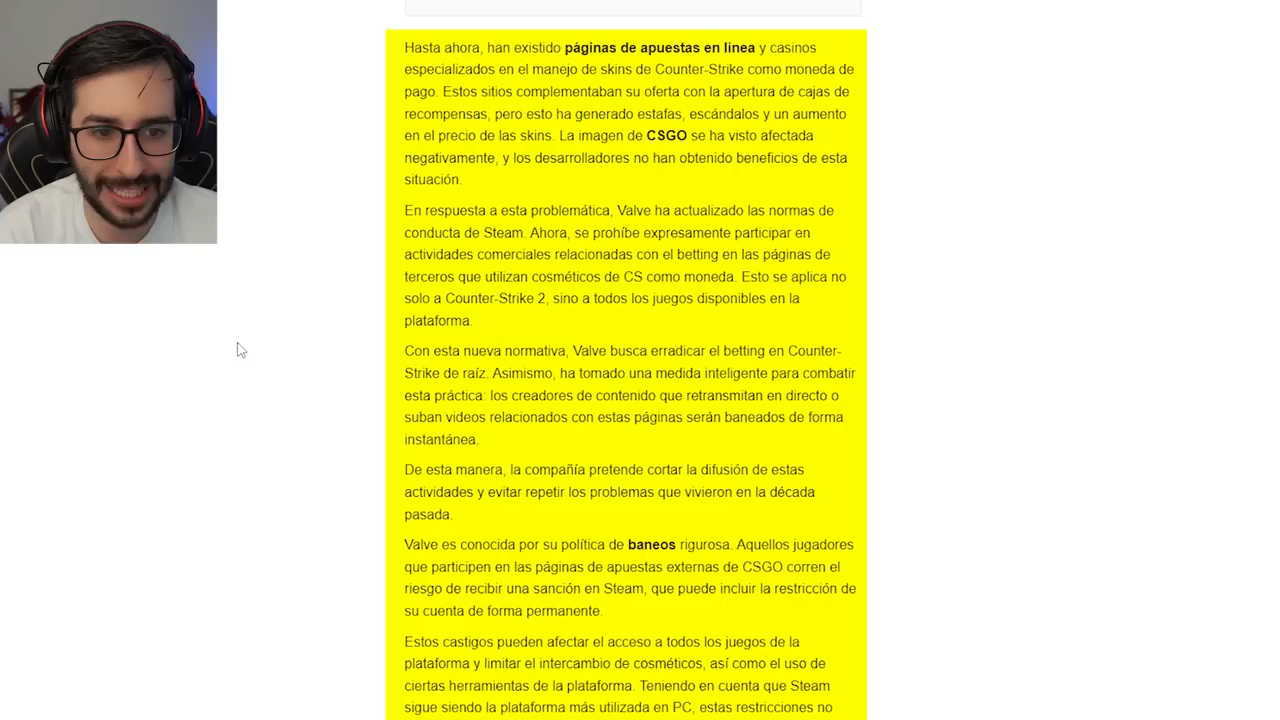 Hasta ahora, han existido páginas de apuestas en linea y casinos
especializados en el manejo de skins de Counter-Strike como moneda de
pago. Estos sitios complementaban su oferta con la apertura de cajas de
recompensas, pero esto ha generado estafas, escándalos y un aumento
en el precio de las skins. La imagen de CSGO se ha visto afectada
negativamente, y los desarrolladores no han obtenido beneficios de esta
situación.
En respuesta a esta problemática, Valve ha actualizado las normas de
conducta de Steam. Ahora, se prohíbe expresamente participar en
actividades comerciales relacionadas con el betting en las páginas de
terceros que utilizan cosméticos de CS como moneda. Esto se aplica no
solo a Counter-Strike 2, sino a todos los juegos disponibles en la
plataforma.
Con esta nueva normativa, Valve busca erradicar el betting en Counter-
Strike de raíz. Asimismo, ha tomado una medida inteligente para combatir
esta práctica: los creadores de contenido que retransmitan en directo o
suban videos relacionados con estas páginas serán baneados de forma
instantánea.
De esta manera, la compañía pretende cortar la difusión de estas
actividades y evitar repetir los problemas que vivieron en la década
pasada.
Valve es conocida por su política de baneos rigurosa. Aquellos jugadores
que participen en las páginas de apuestas externas de CSGO corren el
riesgo de recibir una sanción en Steam, que puede incluir la restricción de
su cuenta de forma permanente.
Estos castigos pueden afectar el acceso a todos los juegos de la
plataforma y limitar el intercambio de cosméticos, así como el uso de
ciertas herramientas de la plataforma. Teniendo en cuenta que Steam
sigue siendo la plataforma más utilizada en PC, estas restricciones no